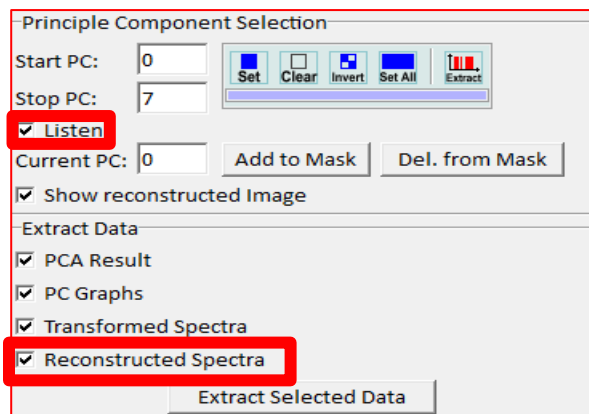 Principle Component Selection
Start PC: 0
Set Clear Invert Set All Extract
Stop PC: 7
Listen
Current PC: 0 Add to Mask Del. from Mask
Show reconstructed Image
Extract Data
PCA Result
PC Graphs
Transformed Spectra
Reconstructed Spectra
Extract Selected Data